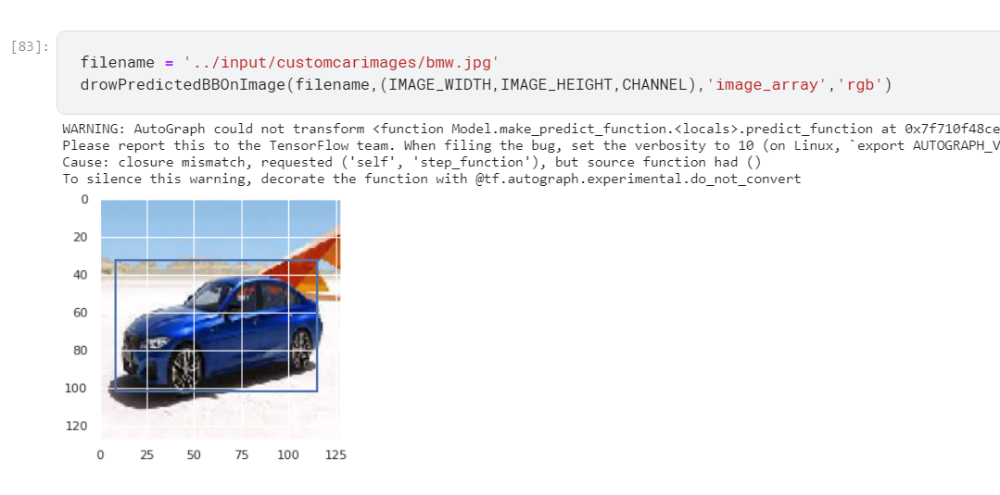 [83]:
filename = '../input/customcarimages/bmw.jpg'
drowPredictedBBOnImage(filename,(IMAGE_WIDTH,IMAGE_HEIGHT,CHANNEL),'image_array','rgb')
WARNING: AutoGraph could not transform <function Model.make_predict_function.<locals>.predict_function at 0x7f710f48ce
Please report this to the TensorFlow team. When filing the bug, set the verbosity to 10 (on Linux, `export AUTOGRAPH_V
Cause: closure mismatch, requested ('self', 'step_function'), but source function had ()
To silence this warning, decorate the function with @tf.autograph.experimental.do_not_convert
0
20
40
60
80
100
120
0 25 50 75 100 125